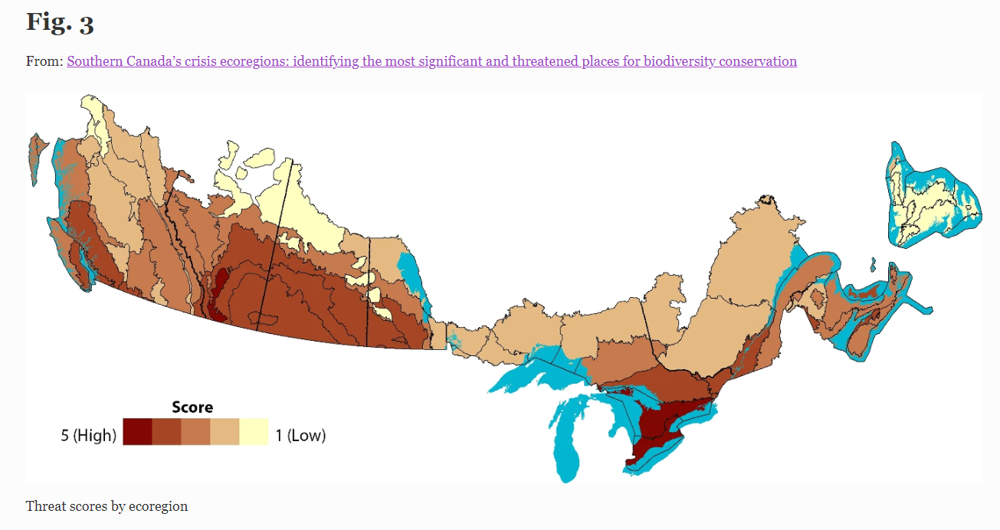 Fig. 3
From: Southern Canada’s crisis ecoregions: identifying the most significant and threatened places for biodiversity conservation
Score
5 (High) 1 (Low)
Threat scores by ecoregion